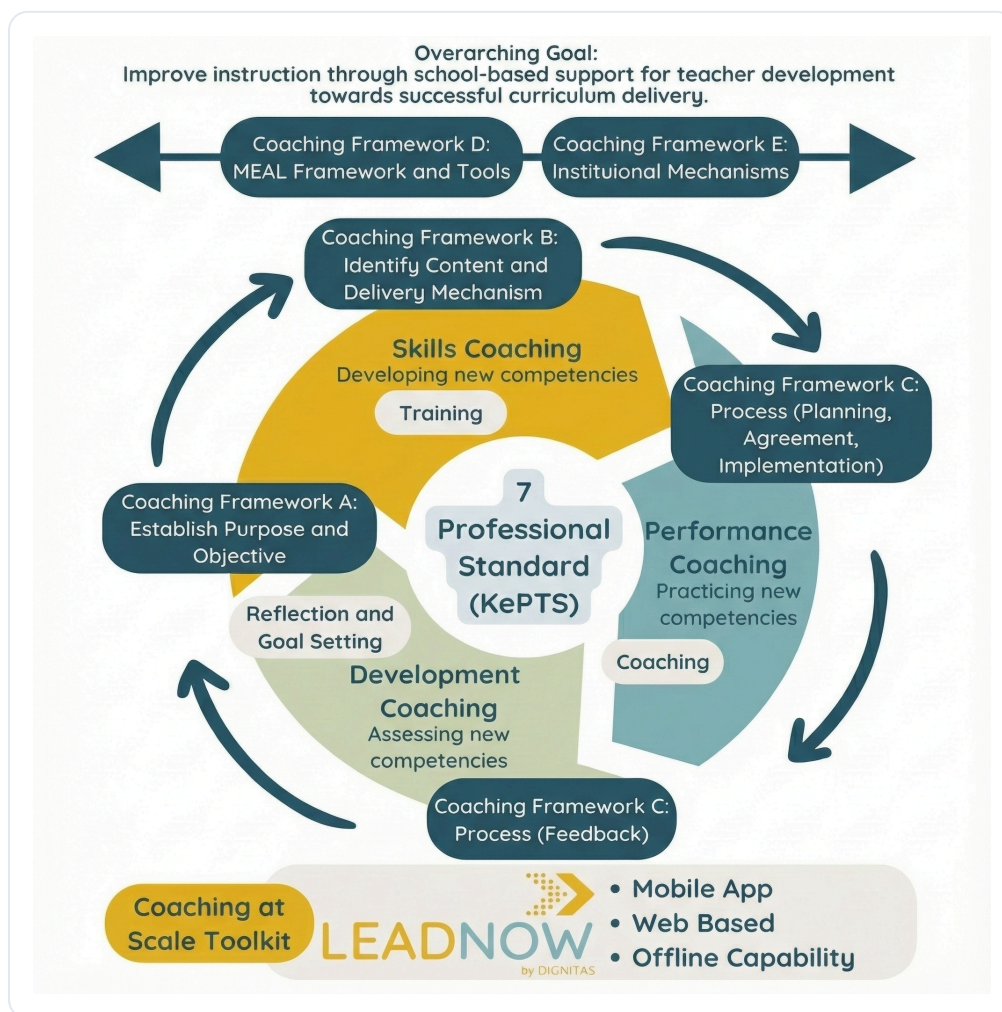 Overarching Goal:
Improve instruction through school-based support for teacher development
towards successful curriculum delivery.
Coaching Framework D:
MEAL Framework and Tools
Coaching Framework E:
Instituional Mechanisms
Coaching Framework B:
Identify Content and
Delivery Mechanism
Skills Coaching
Developing new competencies
Training
Coaching Framework C:
Process (Planning,
Agreement,
Implementation)
Coaching Framework A:
Establish Purpose and
Objective
7
Professional
Standard
(KePTS)
Performance
Coaching
Practicing new
competencies
Coaching
Reflection and
Goal Setting
Development
Coaching
Assessing new
competencies
Coaching Framework C:
Process (Feedback)
Coaching at
Scale Toolkit
LEADNOW
by DIGNITAS
• Mobile App
• Web Based
• Offline Capability